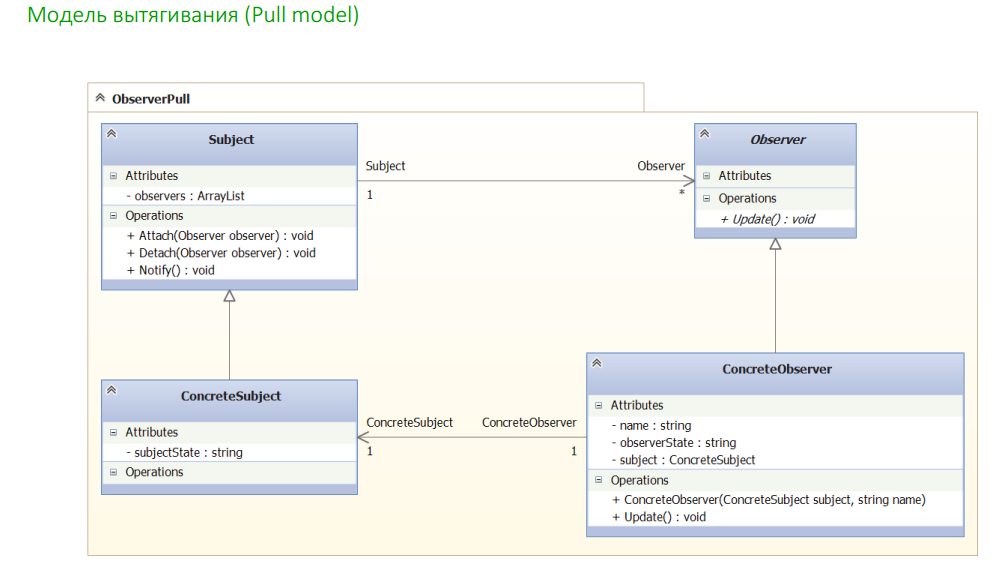 Модель вытягивания (Pull model)
ObserverPull
Subject
Attributes
- observers : ArrayList
Operations
+ Attach(Observer observer) : void
+ Detach(Observer observer) : void
+ Notify() : void
Subject
1
Observer
*
Observer
Attributes
Operations
+ Update() : void
ConcreteSubject
Attributes
- subjectState : string
Operations
ConcreteSubject
1
ConcreteObserver
1
ConcreteObserver
Attributes
- name : string
- observerState : string
- subject : ConcreteSubject
Operations
+ ConcreteObserver(ConcreteSubject subject, string name)
+ Update() : void